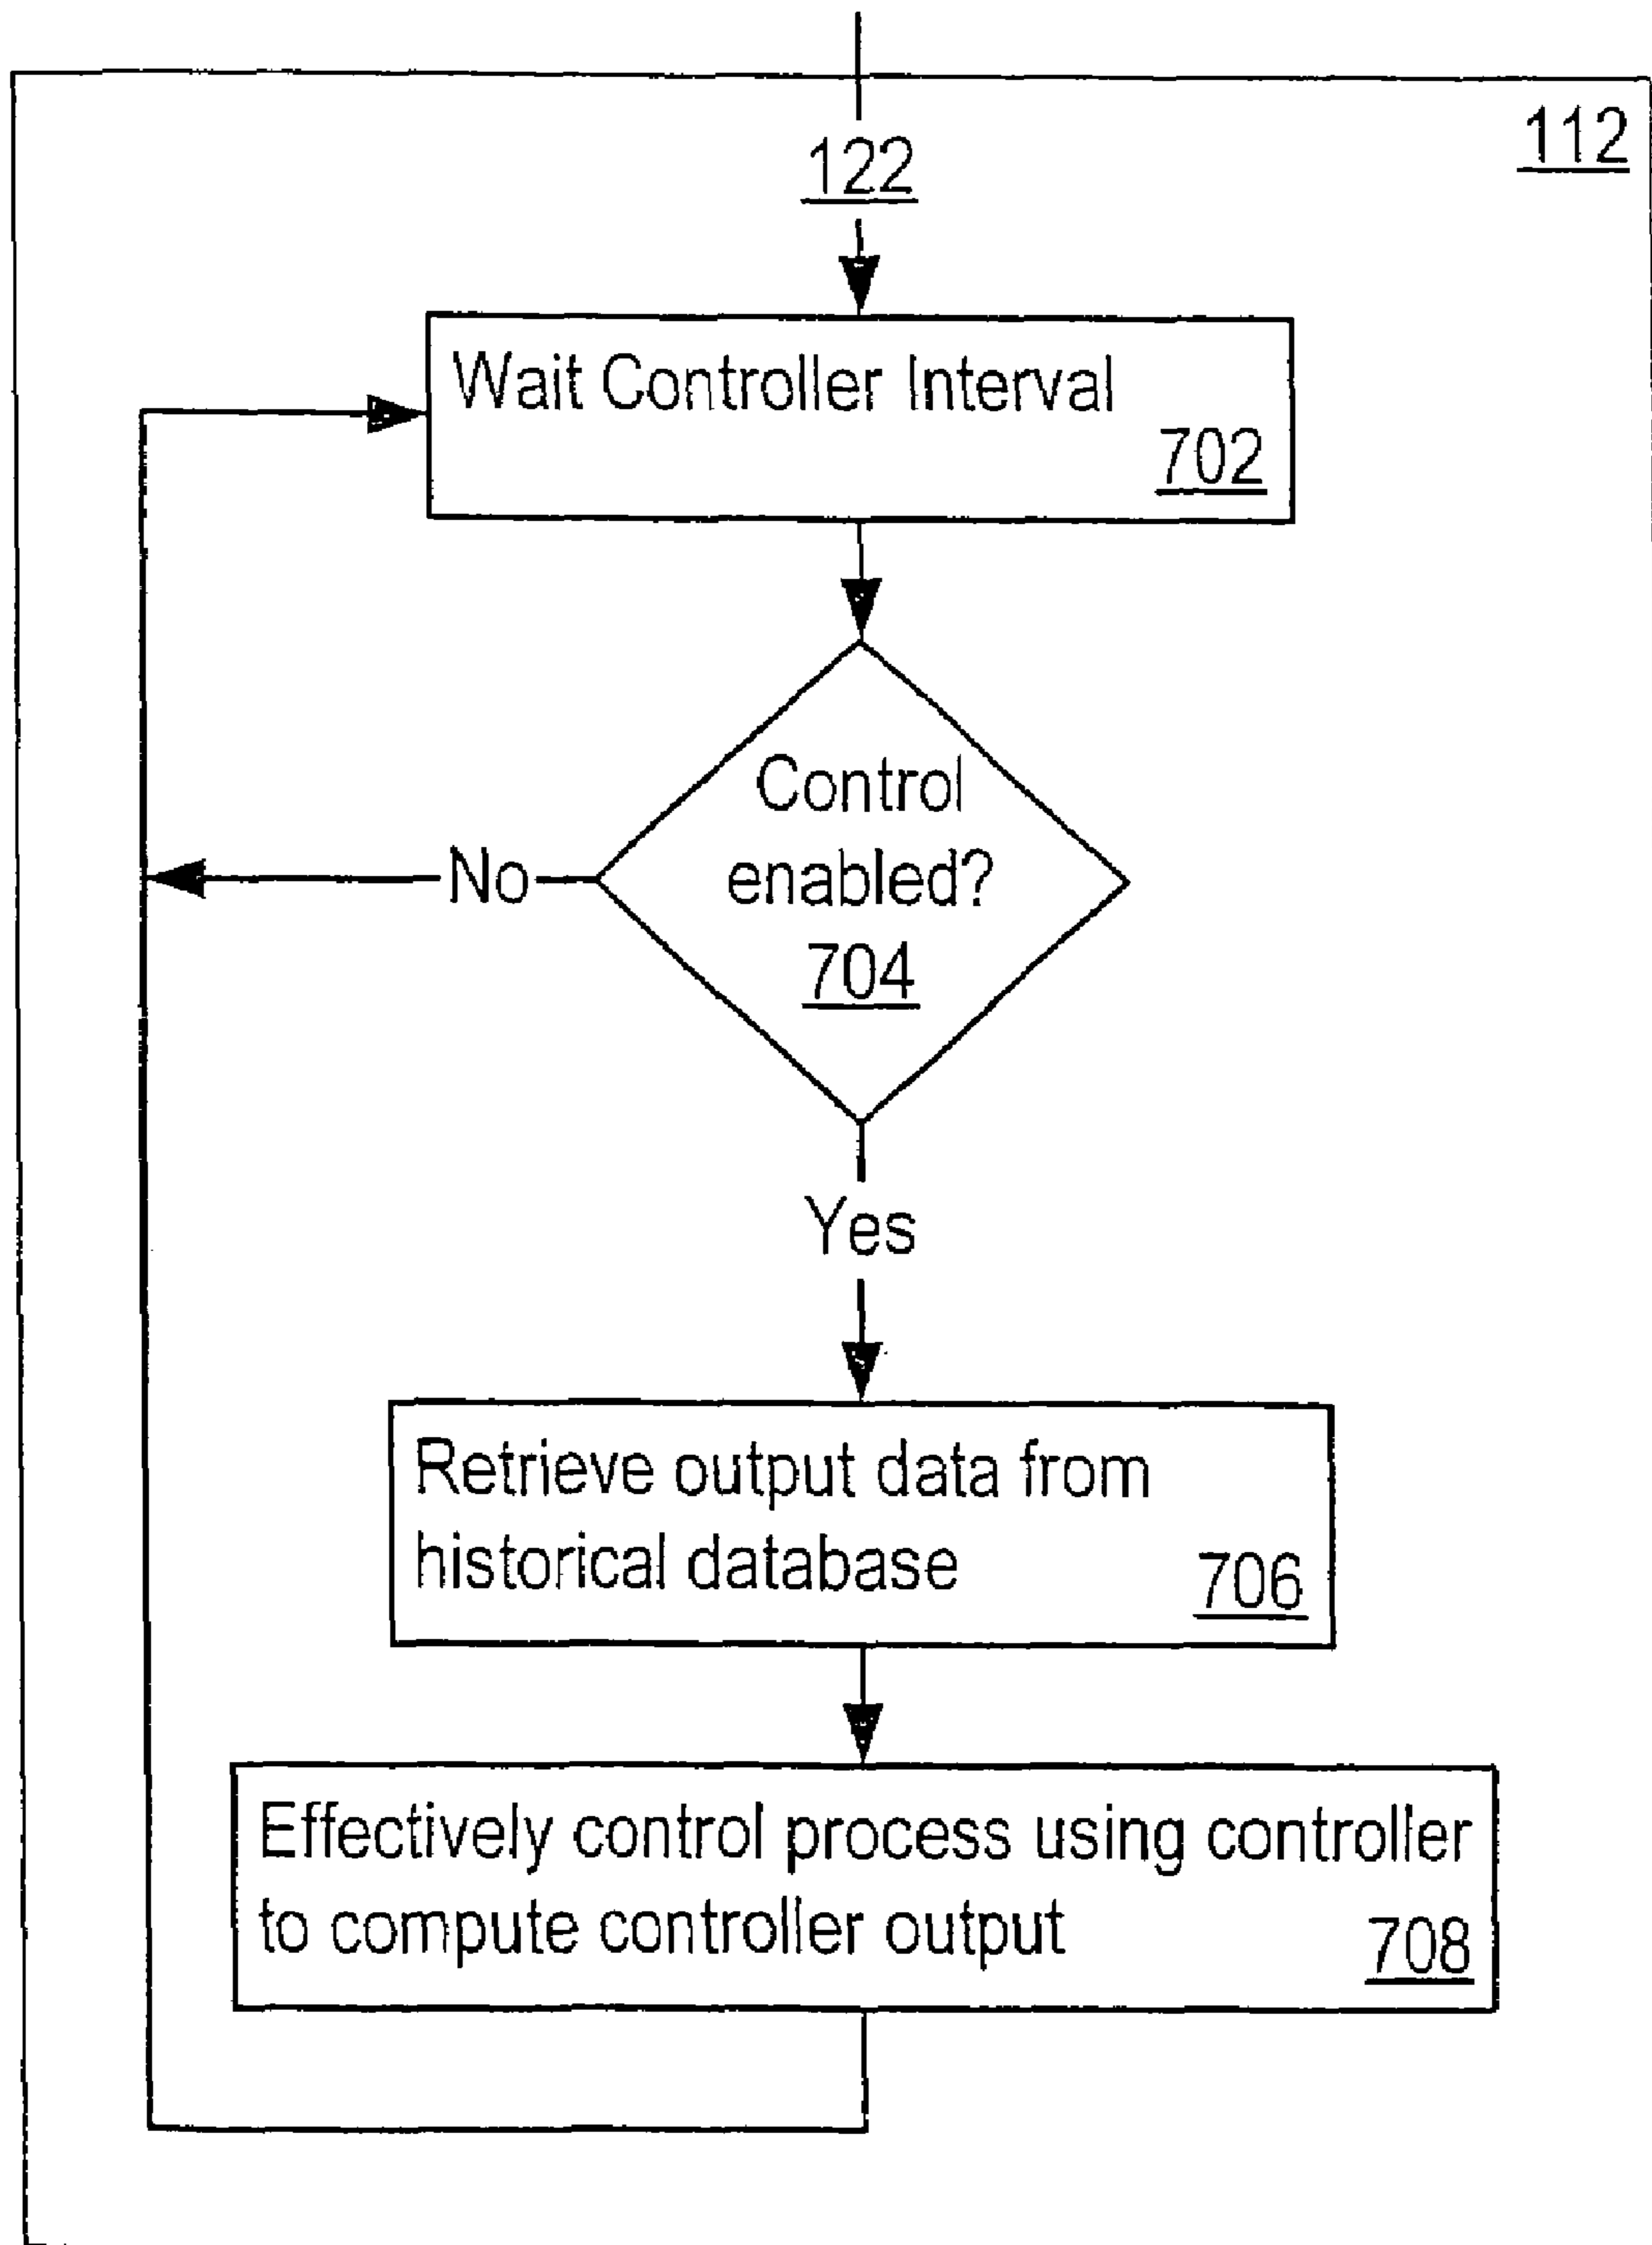 112
122
Wait Controller Interval
702
Control
enabled?
704
No
Yes
Retrieve output data from
historical database
706
Effectively control process using controller
to compute controller output
708